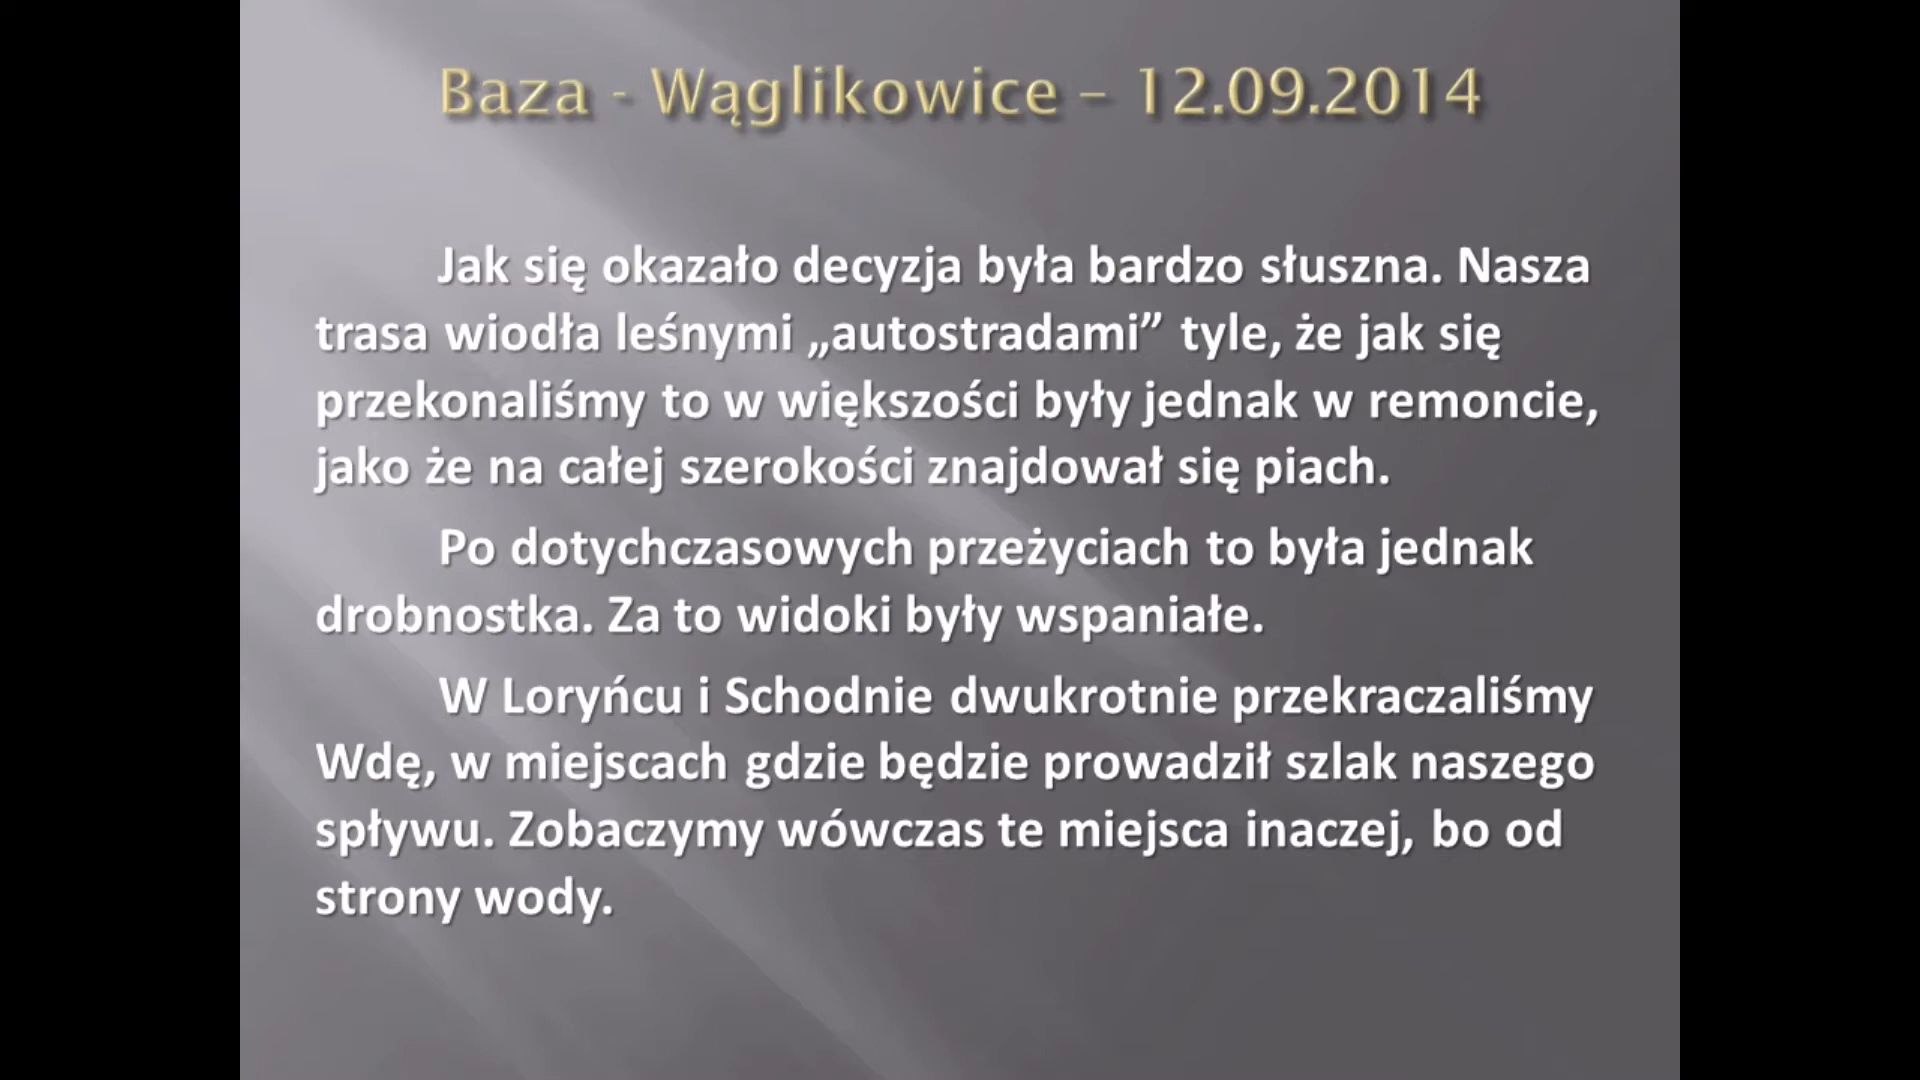 Baza - Wąglikowice – 12.09.2014
Jak się okazało decyzja była bardzo słuszna. Nasza
trasa wiodła leśnymi „autostradami” tyle, że jak się
przekonaliśmy to w większości były jednak w remoncie,
jako że na całej szerokości znajdował się piach.
Po dotychczasowych przeżyciach to była jednak
drobnostka. Za to widoki były wspaniałe.
W Loryńcu i Schodnie dwukrotnie przekraczaliśmy
Wdę, w miejscach gdzie będzie prowadził szlak naszego
spływu. Zobaczymy wówczas te miejsca inaczej, bo od
strony wody.